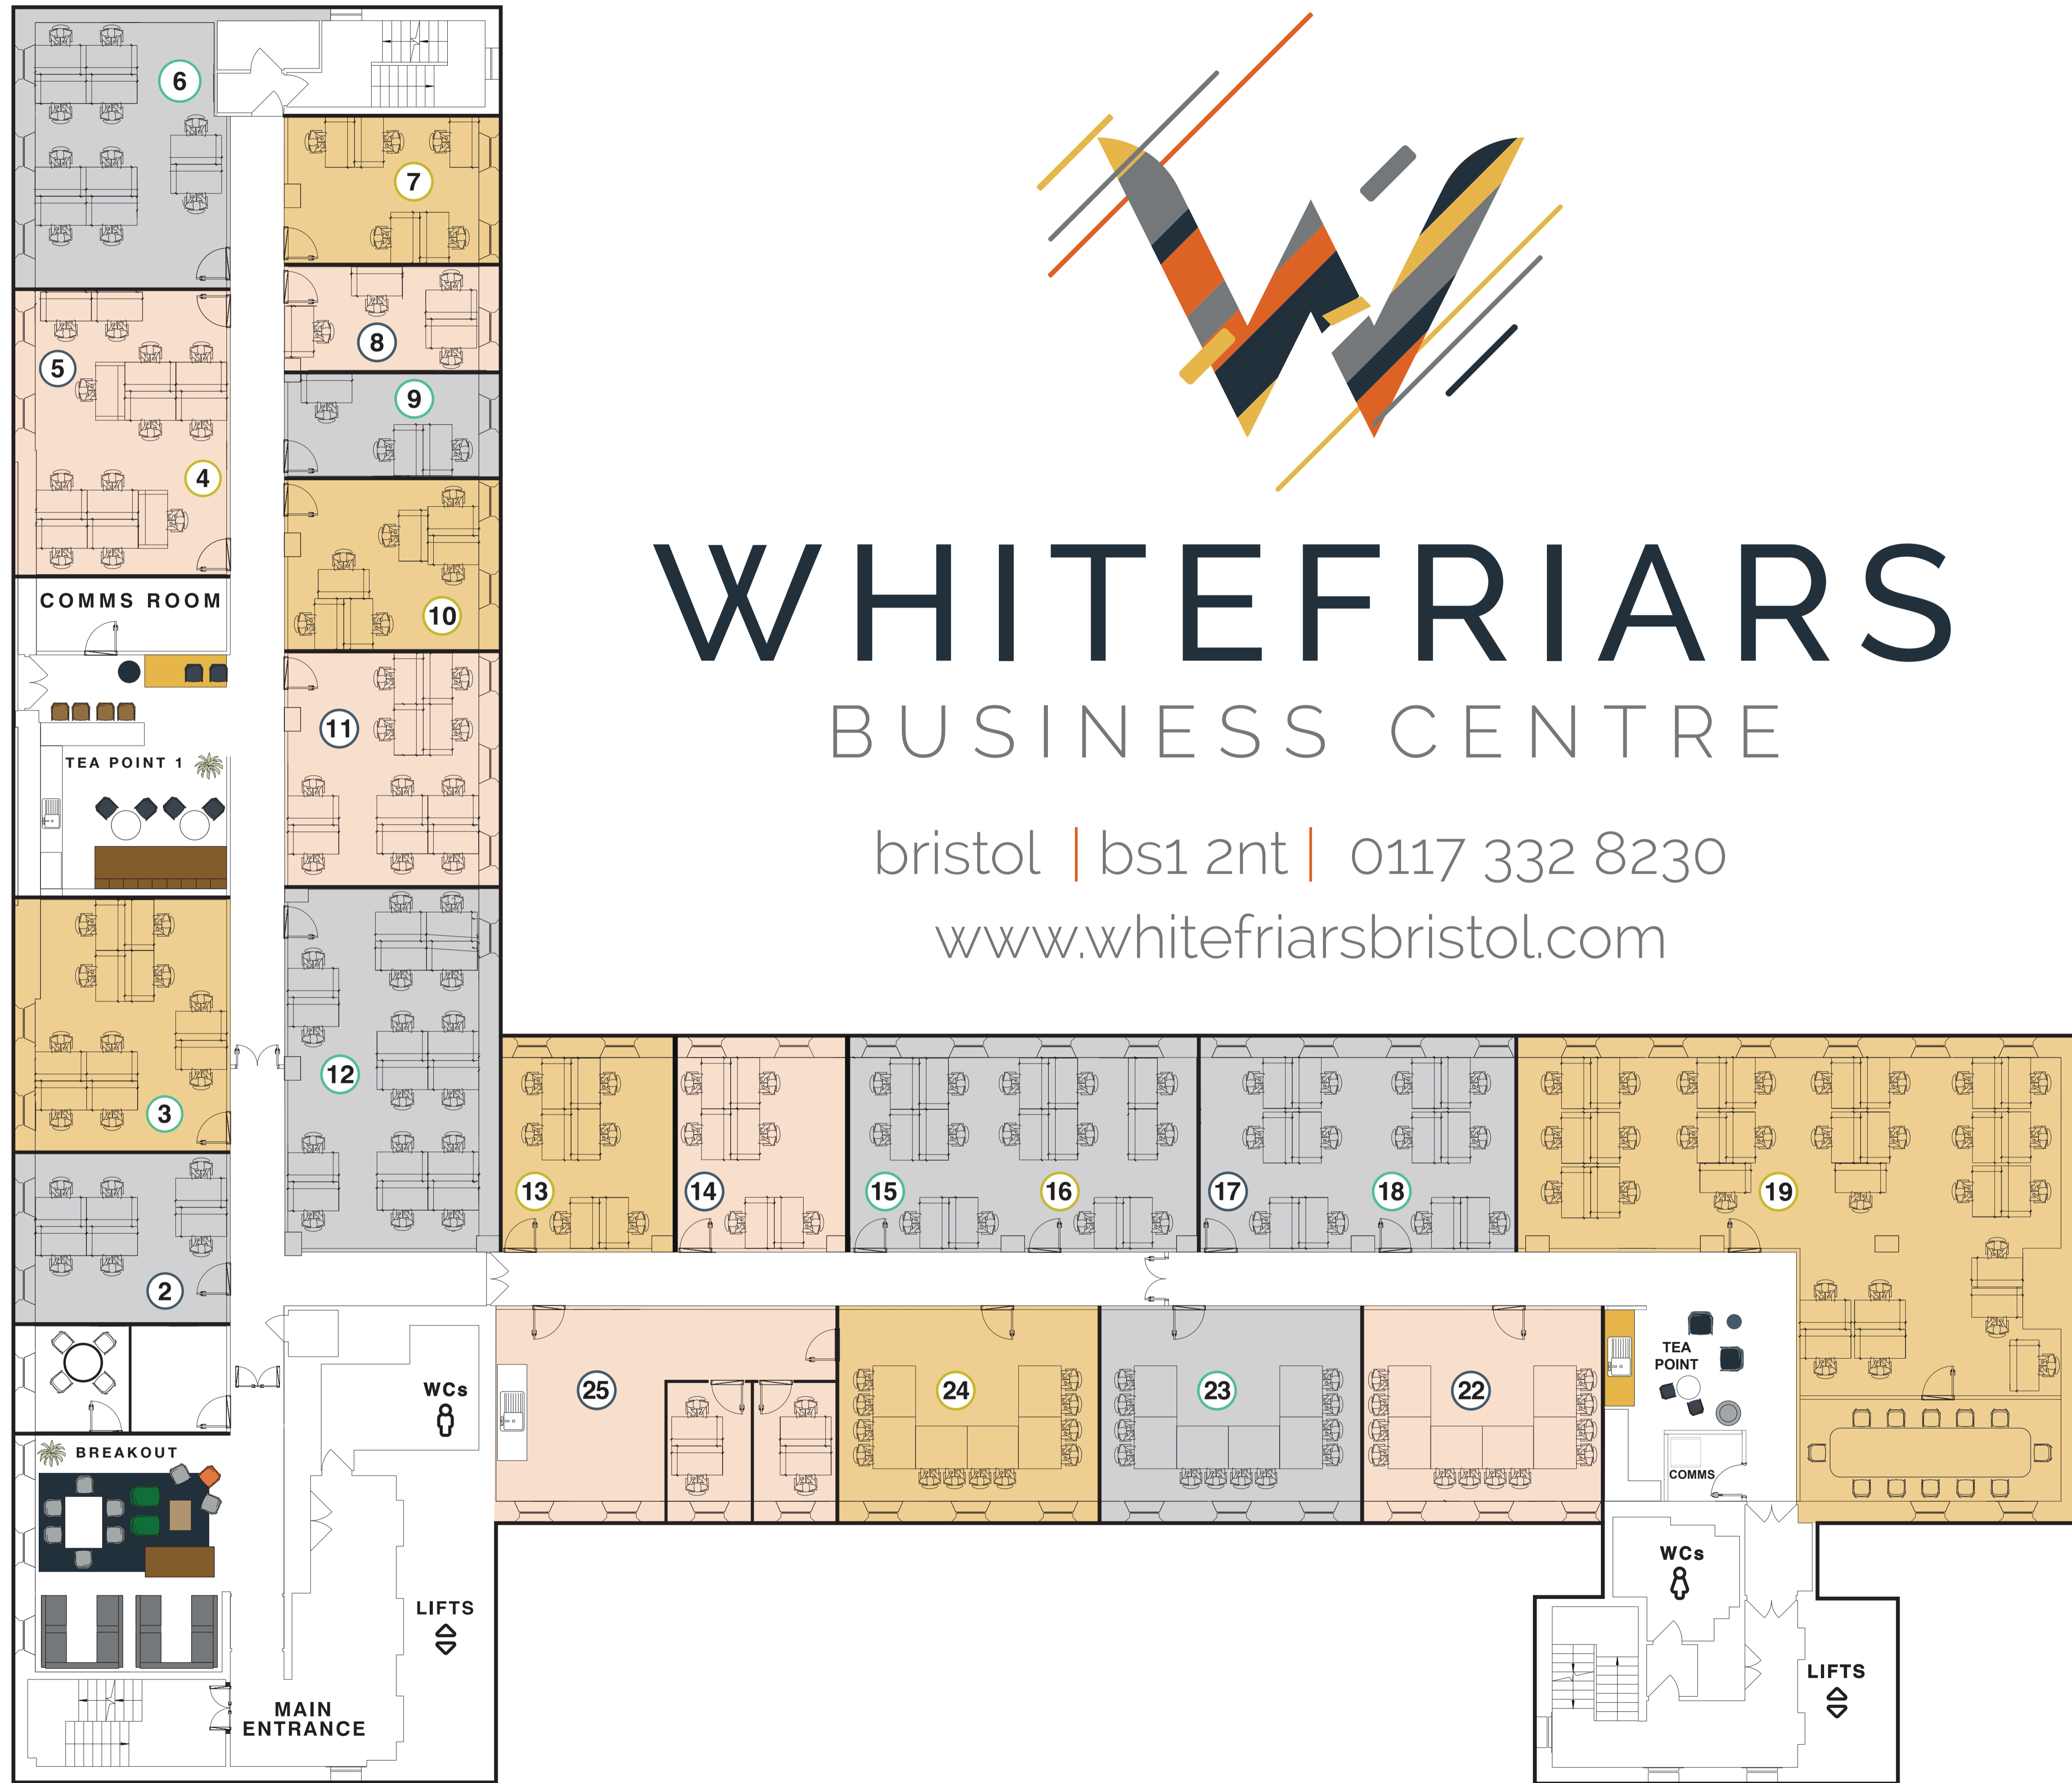 6
7
8
5
9
4
10
COMMS ROOM
11
TEA POINT 1
WHITEFRIARS
BUSINESS CENTRE
bristol | bs1 2nt | 0117 332 8230
www.whitefriarsbristol.com
12
3
2
13
14
15
16
17
18
19
25
24
23
22
TEA
POINT
COMMS
WCs
BREAKOUT
LIFTS
MAIN
ENTRANCE
WCs
LIFTS